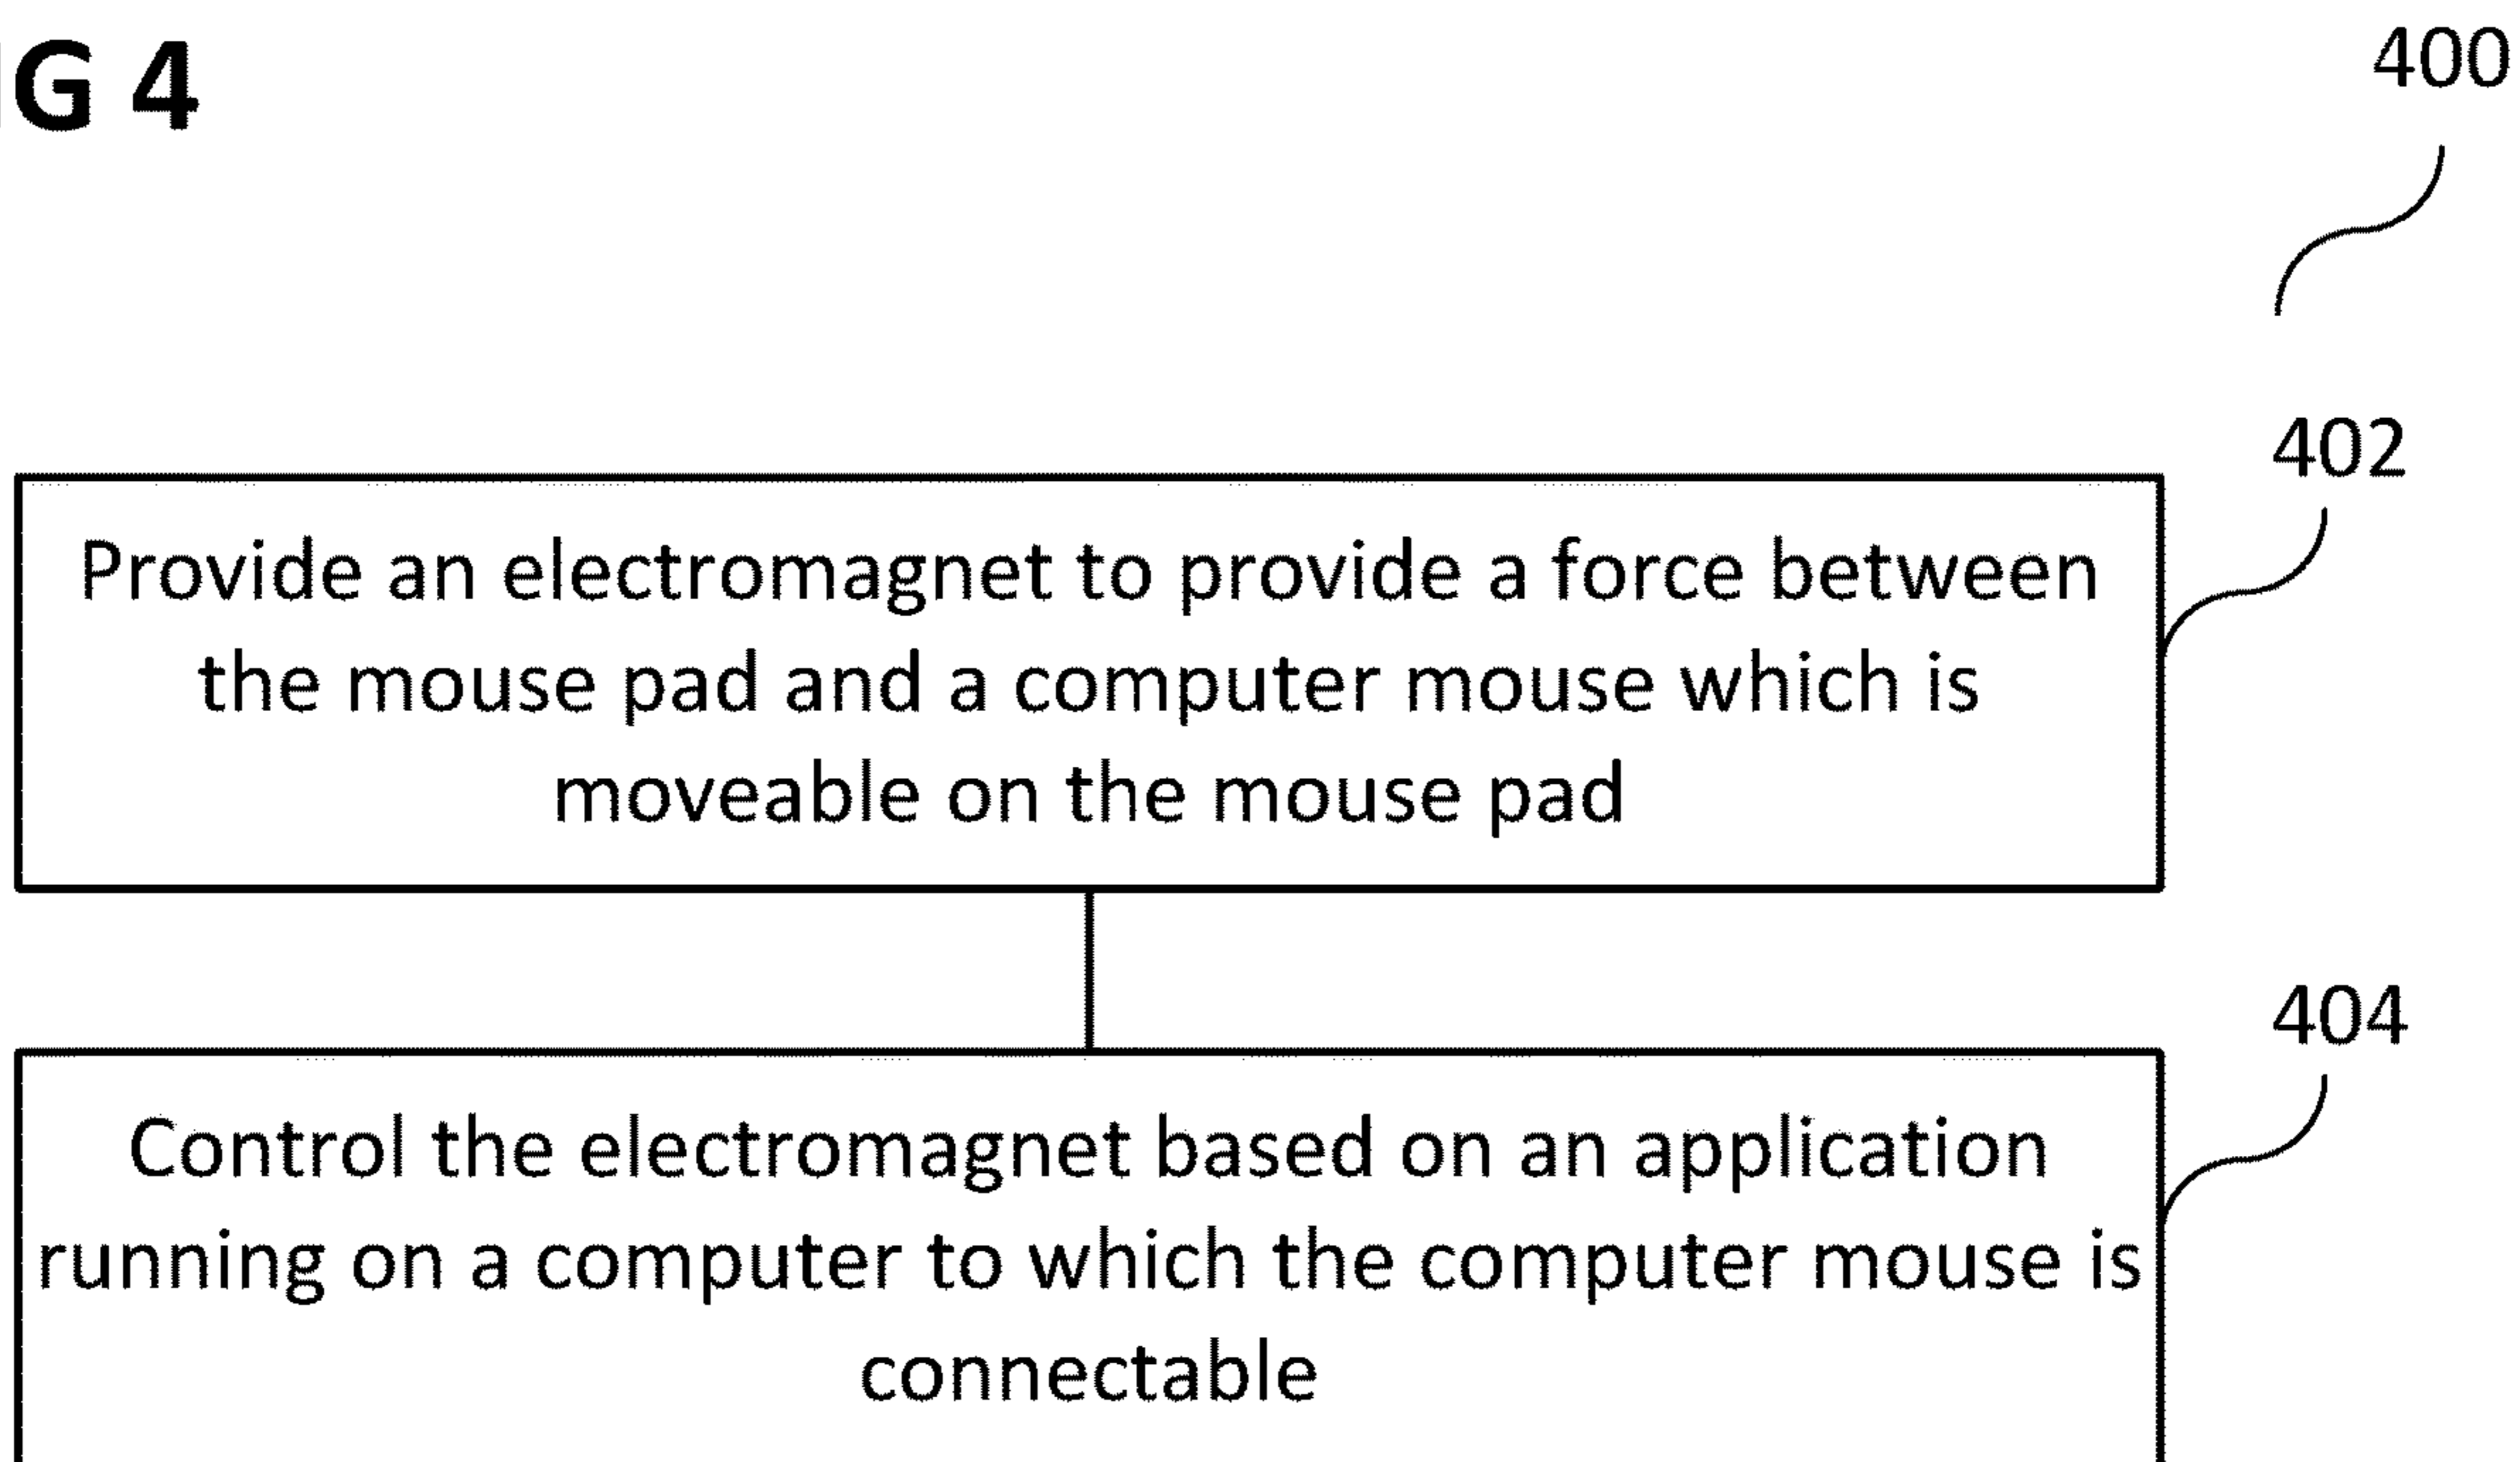 G 4
400
402
Provide an electromagnet to provide a force between
the mouse pad and a computer mouse which is
moveable on the mouse pad
404
Control the electromagnet based on an application
running on a computer to which the computer mouse is
connectable